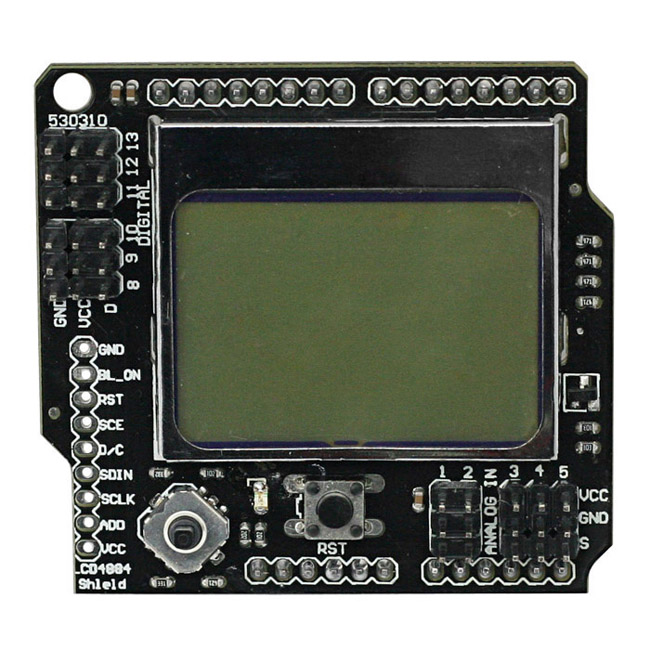 53031D
13
12
11
10
9
8
DIGITAL
GND
VCC
D
GND
BL_ON
RST
SCE
D/C
SDIN
SCLK
ADD
VCC
LCD4884
Shield
RST
1 2 ANALOG IN 3 4 5
VCC
GND
S